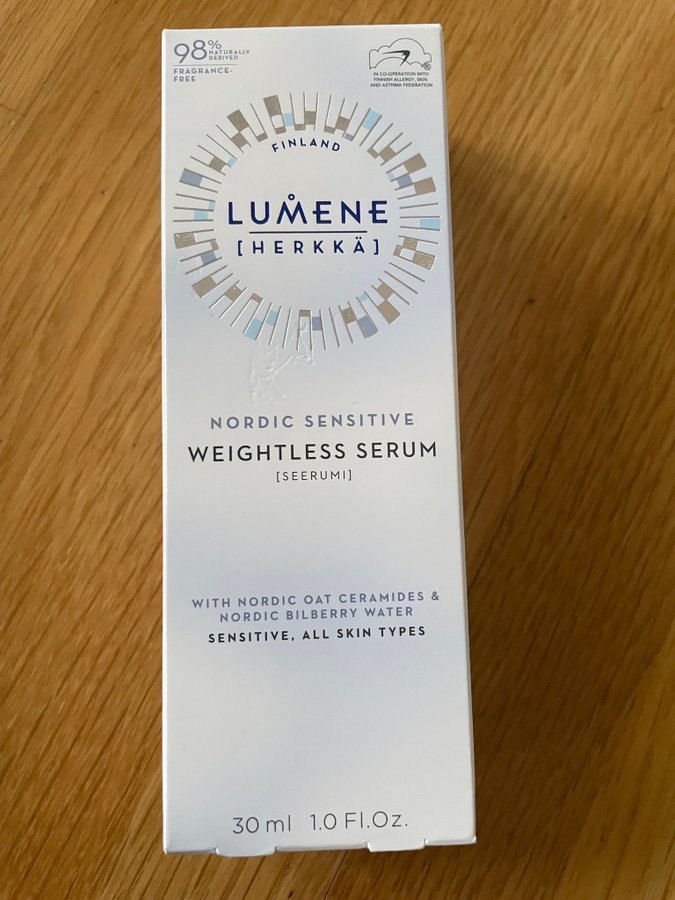 98%
NATURALLY
DERIVED
FRAGRANCE-
FREE
IN CO-OPERATION WITH
FINNISH ALLERGY, SKIN
AND ASTHMA FEDERATION
FINLAND
LUMENE
[HERKKÄ]
NORDIC SENSITIVE
WEIGHTLESS SERUM
[SEERUMI]
WITH NORDIC OAT CERAMIDES &
NORDIC BILBERRY WATER
SENSITIVE, ALL SKIN TYPES
30 ml 1.0 Fl.Oz.